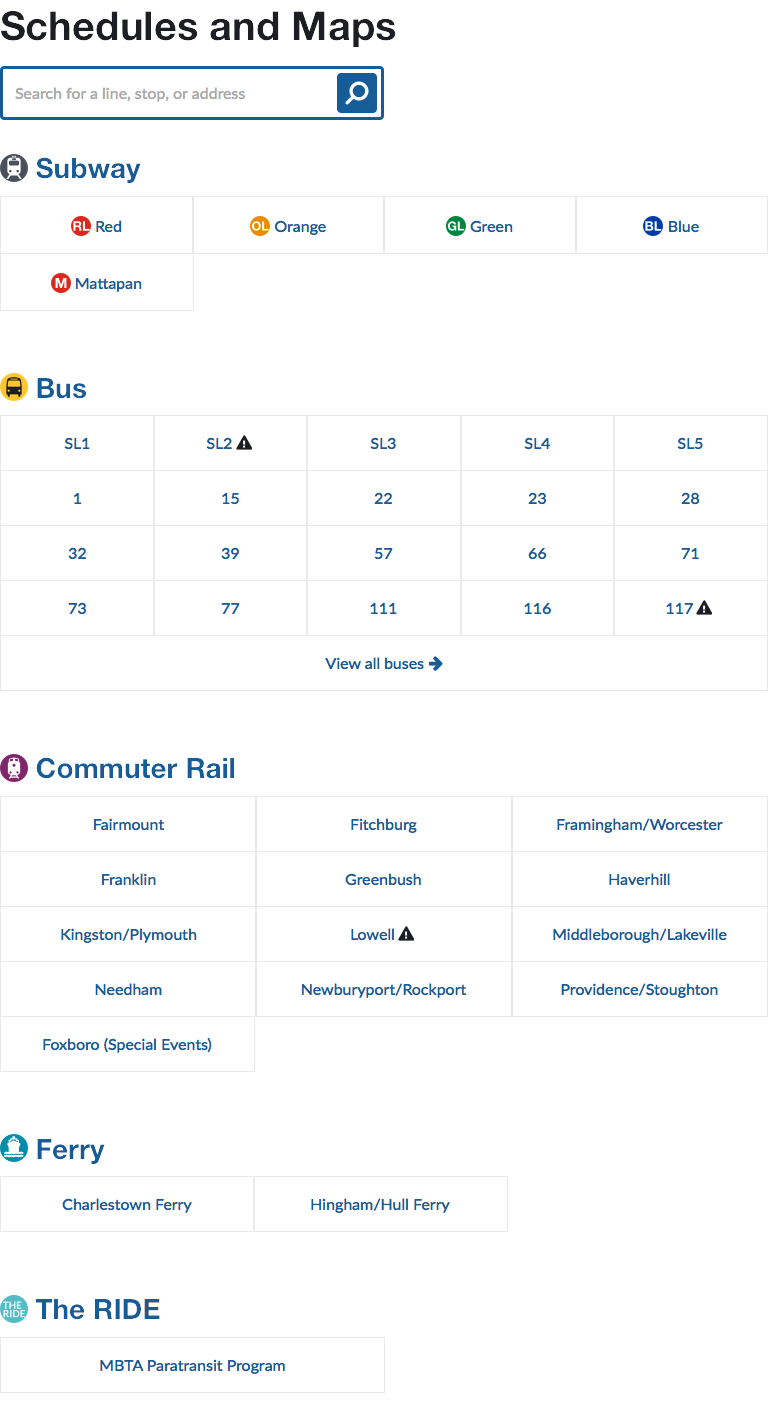 Schedules and Maps
Search for a line, stop, or address
Subway
RL Red OL Orange GL Green BL Blue
M Mattapan
Bus
SL1 SL2 SL3 SL4 SL5
1 15 22 23 28
32 39 57 66 71
73 77 111 116 117
View all buses
Commuter Rail
Fairmount Fitchburg Framingham/Worcester
Franklin Greenbush Haverhill
Kingston/Plymouth Lowell Middleborough/Lakeville
Needham Newburyport/Rockport Providence/Stoughton
Foxboro (Special Events)
Ferry
Charlestown Ferry Hingham/Hull Ferry
THE RIDE The RIDE
MBTA Paratransit Program